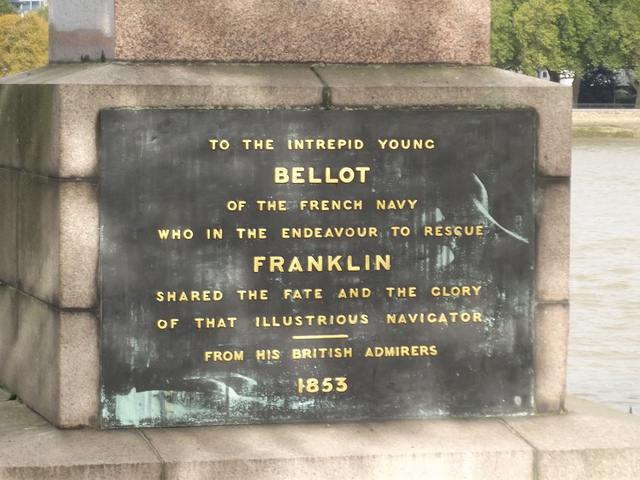 TO THE INTREPID YOUNG
BELLOT
OF THE FRENCH NAVY
WHO IN THE ENDEAVOUR TO RESCUE
FRANKLIN
SHARED THE FATE AND THE GLORY
OF THAT ILLUSTRIOUS NAVIGATOR
FROM HIS BRITISH ADMIRERS
1853